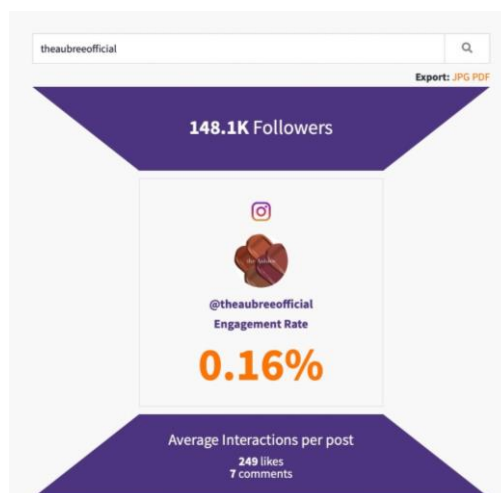 theaubreeofficial
Export: JPG PDF
148.1K Followers
@theaubreeofficial
Engagement Rate
0.16%
Average Interactions per post
249 likes
7 comments